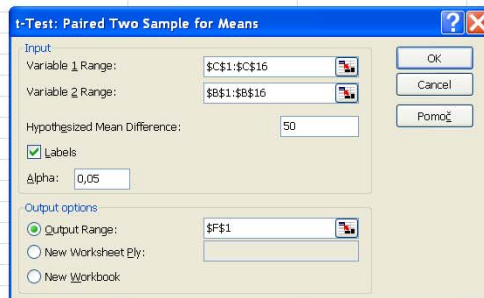 t-Test: Paired Two Sample for Means
Input
Variable 1 Range: $C$1:$C$16
OK
Variable 2 Range: $B$1:$B$16
Cancel
Hypothesized Mean Difference: 50
Pomoč
Labels
Alpha: 0,05
Output options
Output Range: $F$1
New Worksheet Ply:
New Workbook